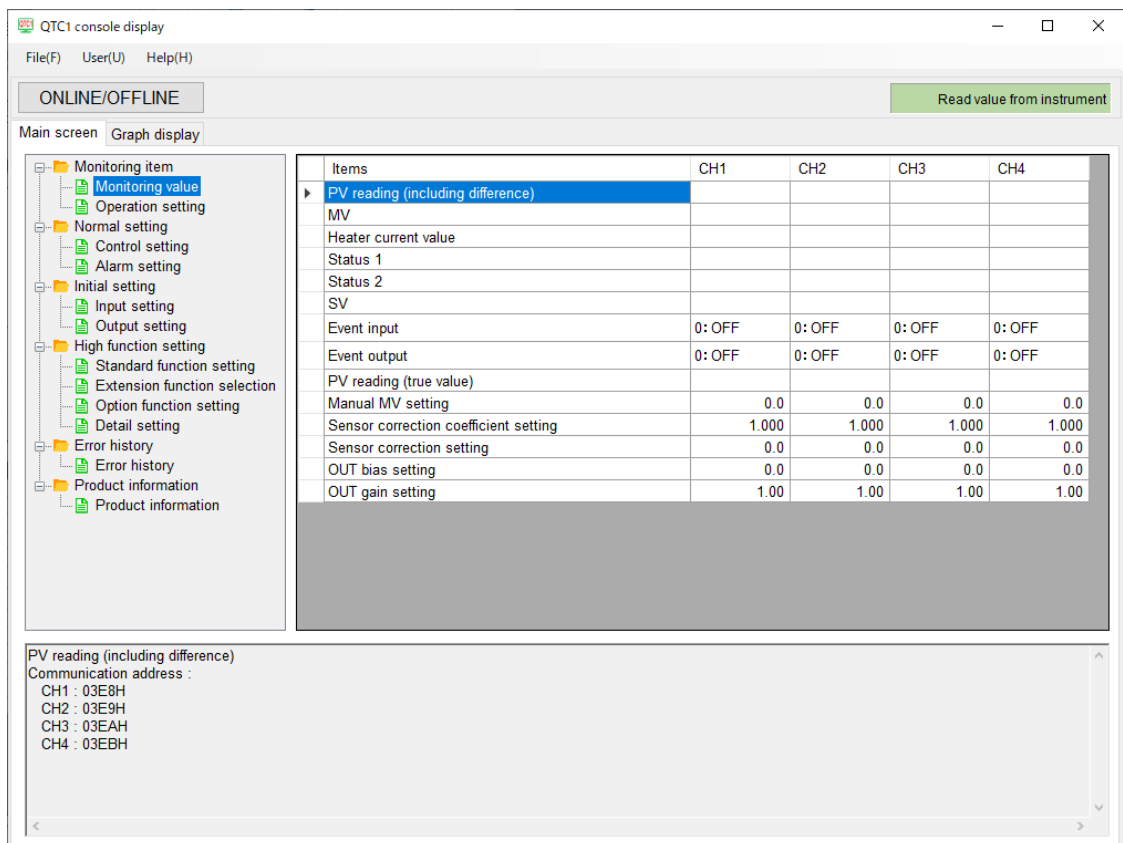 QTC1 console display
File(F) User(U) Help(H)
ONLINE/OFFLINE
Read value from instrument
Main screen Graph display
Monitoring item
Monitoring value
Operation setting
Normal setting
Control setting
Alarm setting
Initial setting
Input setting
Output setting
High function setting
Standard function setting
Extension function selection
Option function setting
Detail setting
Error history
Error history
Product information
Product information
Items CH1 CH2 CH3 CH4
PV reading (including difference)
MV
Heater current value
Status 1
Status 2
SV
Event input 0: OFF 0: OFF 0: OFF 0: OFF
Event output 0: OFF 0: OFF 0: OFF 0: OFF
PV reading (true value)
Manual MV setting 0.0 0.0 0.0 0.0
Sensor correction coefficient setting 1.000 1.000 1.000 1.000
Sensor correction setting 0.0 0.0 0.0 0.0
OUT bias setting 0.0 0.0 0.0 0.0
OUT gain setting 1.00 1.00 1.00 1.00
PV reading (including difference)
Communication address :
CH1 : 03E8H
CH2 : 03E9H
CH3 : 03EAH
CH4 : 03EBH